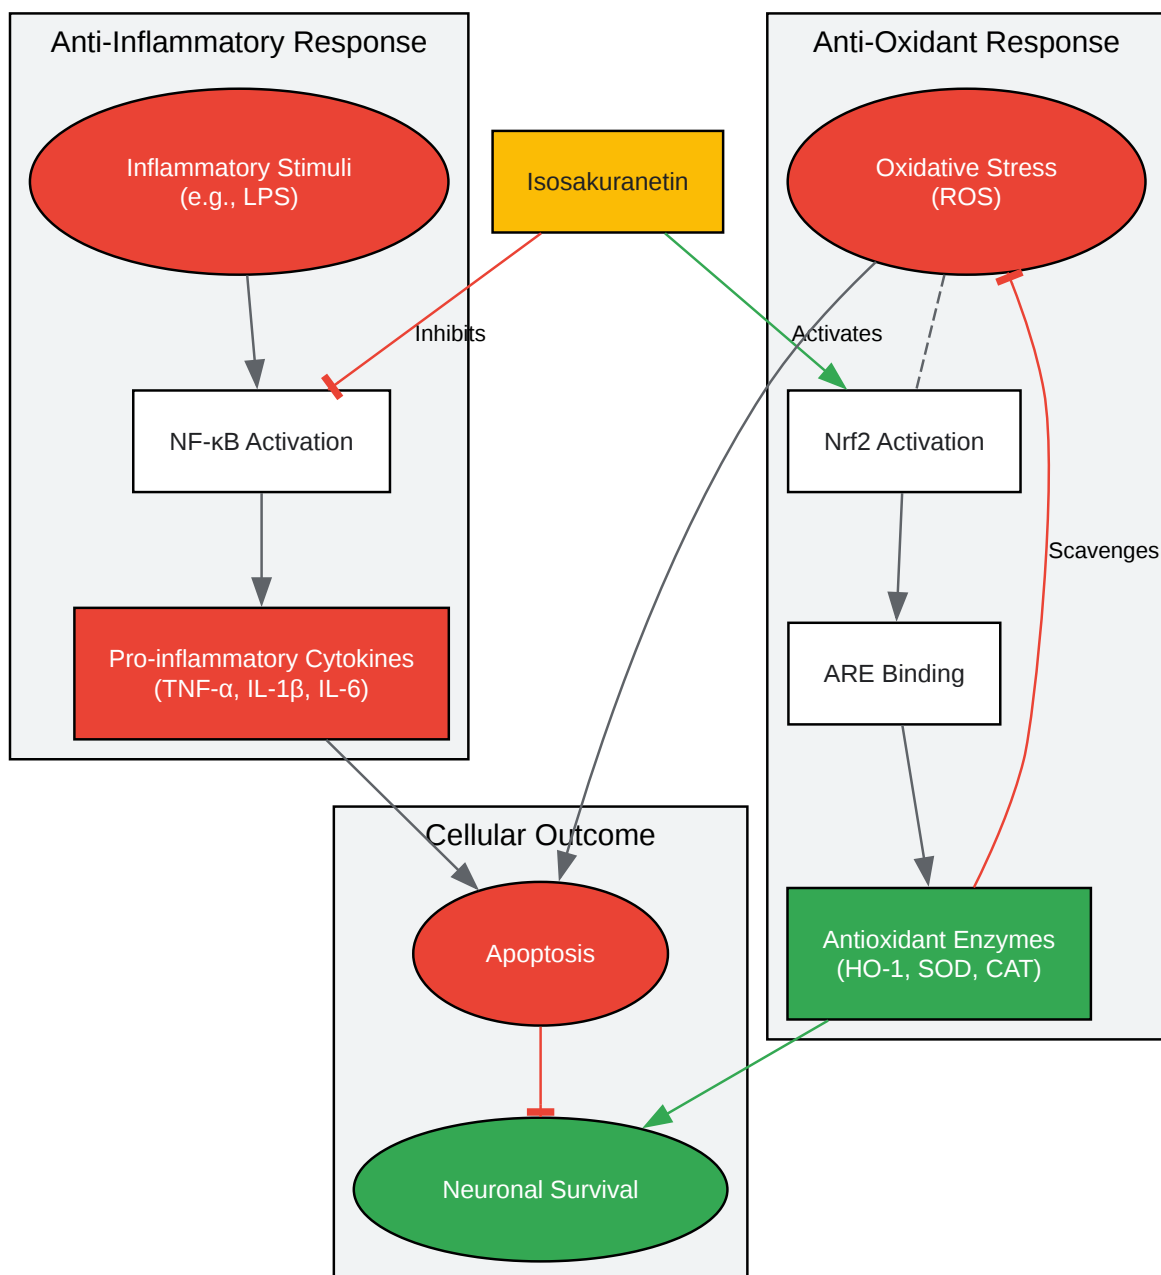 Anti-Inflammatory Response
Anti-Oxidant Response
Inflammatory Stimuli
(e.g., LPS)
Isosakuranetin
Oxidative Stress
(ROS)
Inhibits
Activates
NF-κB Activation
Nrf2 Activation
Scavenges
Pro-inflammatory Cytokines
(TNF-α, IL-1β, IL-6)
ARE Binding
Cellular Outcome
Apoptosis
Antioxidant Enzymes
(HO-1, SOD, CAT)
Neuronal Survival